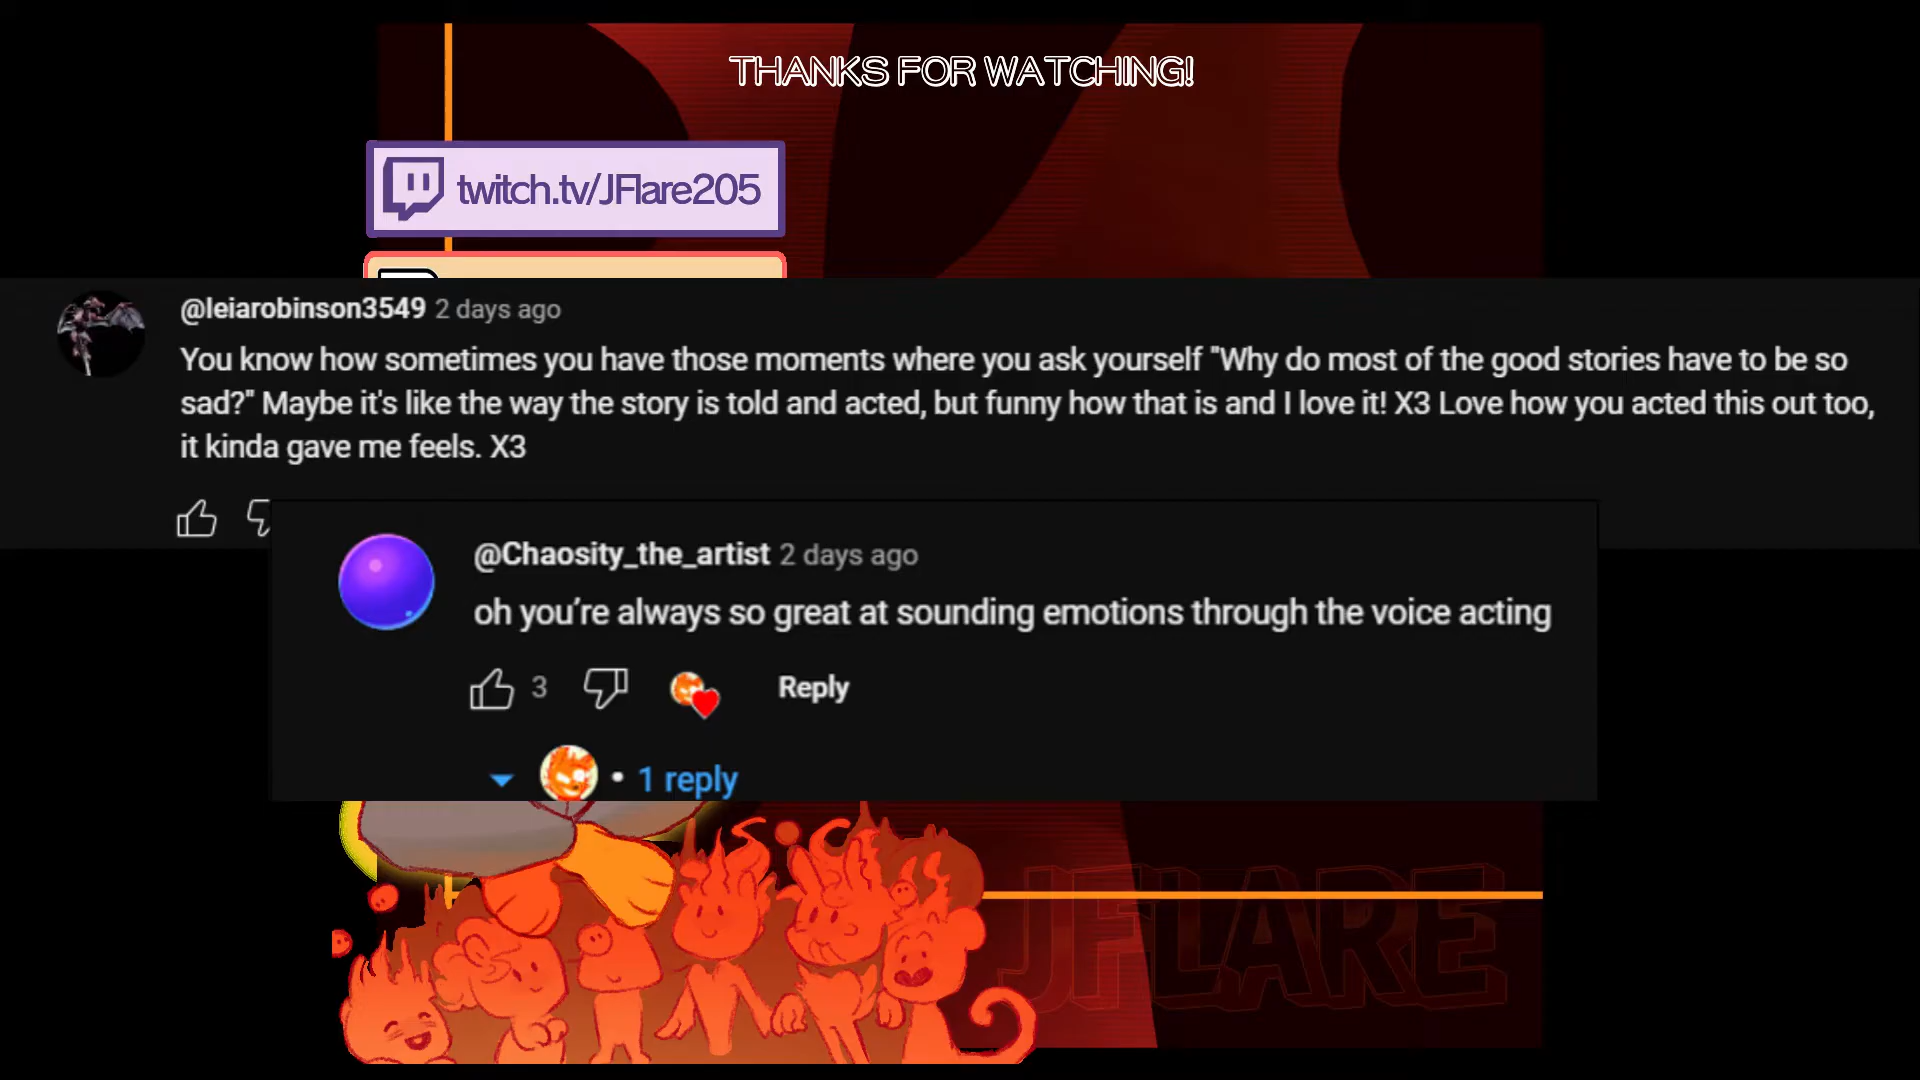 THANKS FOR WATCHING!
twitch.tv/JFlare205
@leiarobinson3549 2 days ago
You know how sometimes you have those moments where you ask yourself "Why do most of the good stories have to be so
sad?" Maybe it's like the way the story is told and acted, but funny how that is and I love it! X3 Love how you acted this out too,
it kinda gave me feels. X3
@Chaosity_the_artist 2 days ago
oh you’re always so great at sounding emotions through the voice acting
3 Reply
• 1 reply
JFLARE